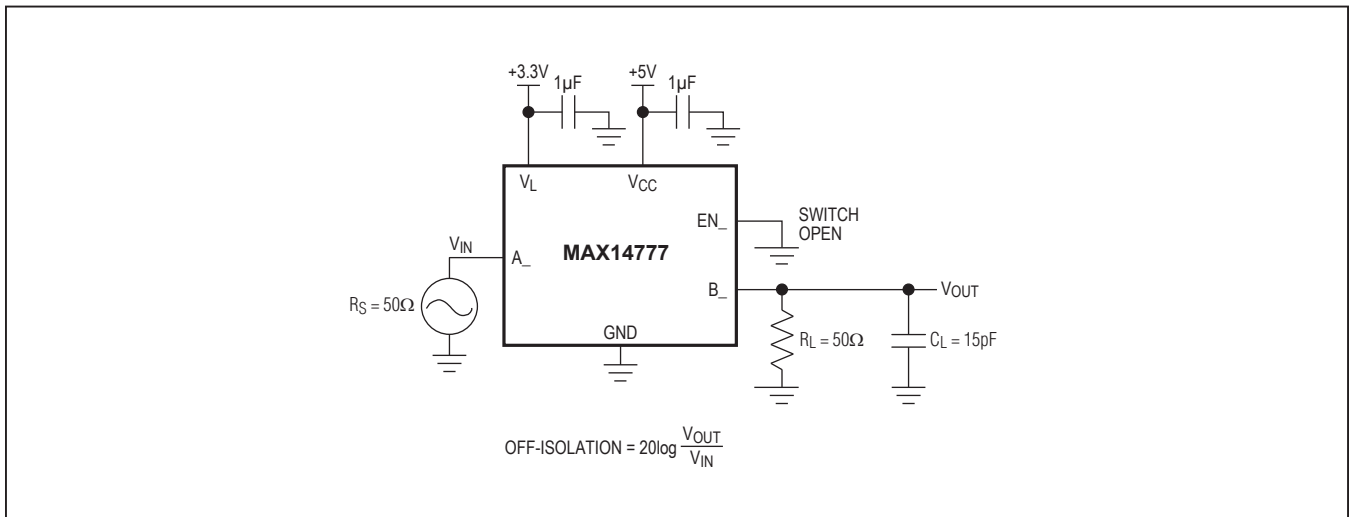 +3.3V
1µF
+5V
1µF
VL
VCC
EN_
SWITCH
OPEN
VIN
A_
MAX14777
B_
VOUT
RS = 50Ω
GND
RL = 50Ω
CL = 15pF
OFF-ISOLATION = 20log VOUT
VIN